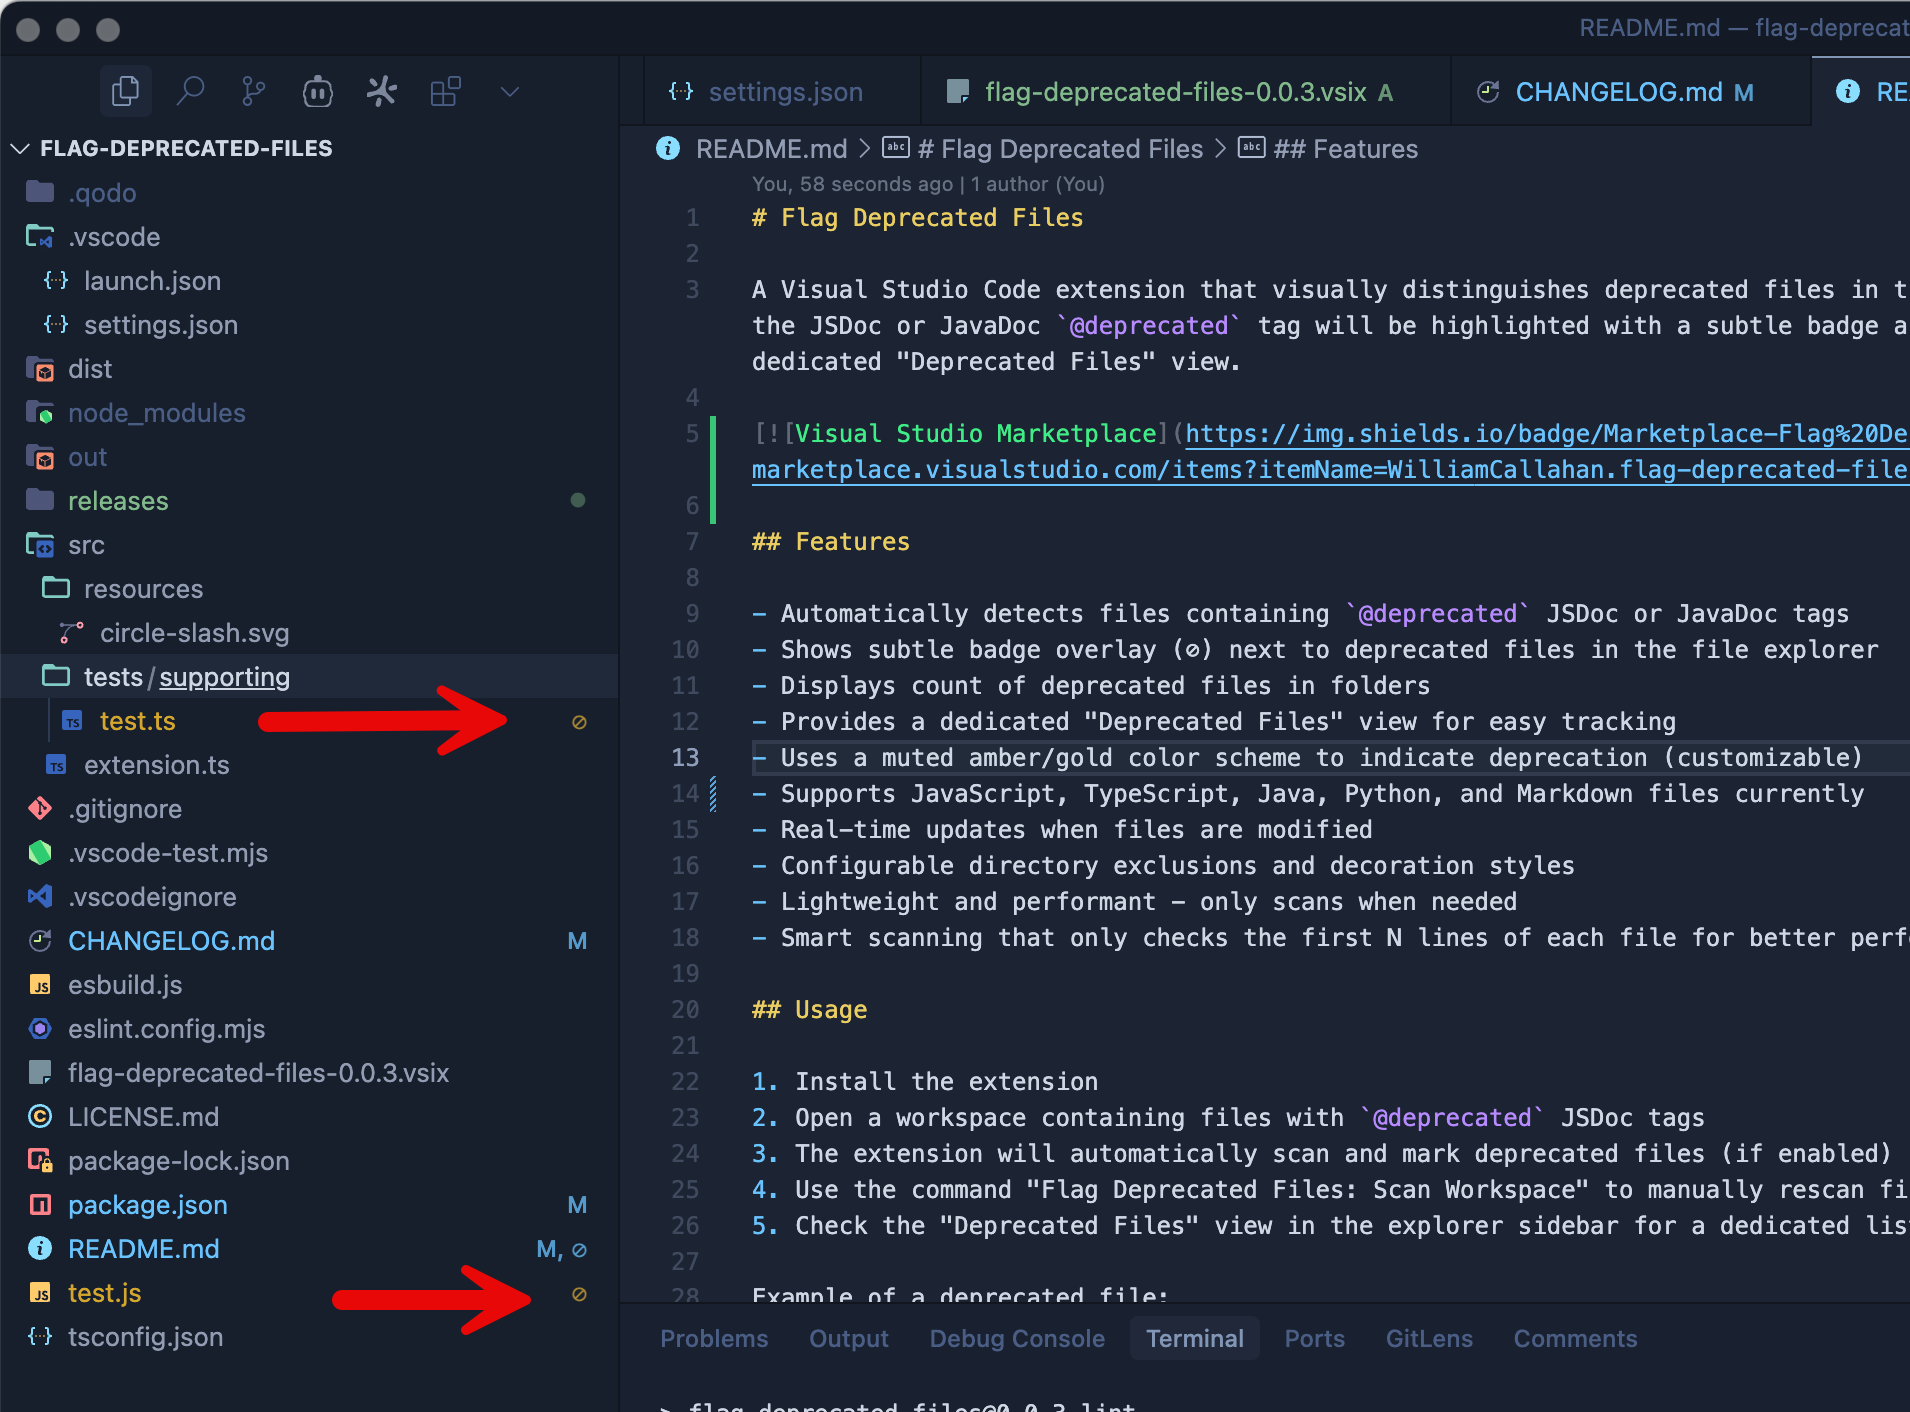 README.md — flag-deprecat
settings.json
flag-deprecated-files-0.0.3.vsix A
CHANGELOG.md M
RE
FLAG-DEPRECATED-FILES
.qodo
.vscode
launch.json
settings.json
dist
node_modules
out
releases
src
resources
circle-slash.svg
tests/supporting
test.ts
extension.ts
.gitignore
.vscode-test.mjs
.vscodeignore
CHANGELOG.md M
esbuild.js
eslint.config.mjs
flag-deprecated-files-0.0.3.vsix
LICENSE.md
package-lock.json
package.json M
README.md M, ⊘
test.js ⊘
tsconfig.json
README.md > # Flag Deprecated Files > ## Features
You, 58 seconds ago | 1 author (You)
1 # Flag Deprecated Files
2
3 A Visual Studio Code extension that visually distinguishes deprecated files in t
the JSDoc or JavaDoc `@deprecated` tag will be highlighted with a subtle badge a
dedicated "Deprecated Files" view.
4
5 [![Visual Studio Marketplace](https://img.shields.io/badge/Marketplace-Flag%20De
marketplace.visualstudio.com/items?itemName=WilliamCallahan.flag-deprecated-file
6
7 ## Features
8
9 - Automatically detects files containing `@deprecated` JSDoc or JavaDoc tags
10 - Shows subtle badge overlay (⊘) next to deprecated files in the file explorer
11 - Displays count of deprecated files in folders
12 - Provides a dedicated "Deprecated Files" view for easy tracking
13 - Uses a muted amber/gold color scheme to indicate deprecation (customizable)
14 - Supports JavaScript, TypeScript, Java, Python, and Markdown files currently
15 - Real-time updates when files are modified
16 - Configurable directory exclusions and decoration styles
17 - Lightweight and performant - only scans when needed
18 - Smart scanning that only checks the first N lines of each file for better perf
19
20 ## Usage
21
22 1. Install the extension
23 2. Open a workspace containing files with `@deprecated` JSDoc tags
24 3. The extension will automatically scan and mark deprecated files (if enabled)
25 4. Use the command "Flag Deprecated Files: Scan Workspace" to manually rescan fi
26 5. Check the "Deprecated Files" view in the explorer sidebar for a dedicated lis
27
28 Example of a deprecated file:
Problems Output Debug Console Terminal Ports GitLens Comments
> flag-deprecated-files@0.0.3 lint